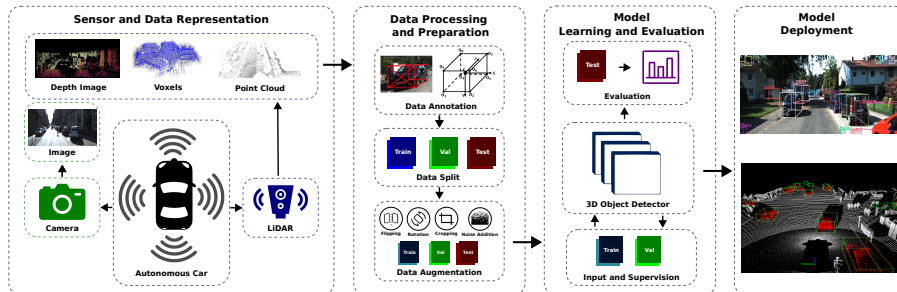 Sensor and Data Representation
Depth Image
Voxels
Point Cloud
Image
Camera
Autonomous Car
LiDAR
Data Processing
and Preparation
Data Annotation
Train
Val
Test
Data Split
Flipping
Rotation
Cropping
Noise Addition
Train
Val
Test
Data Augmentation
Model
Learning and Evaluation
Test
Evaluation
3D Object Detector
Train
Val
Input and Supervision
Model
Deployment